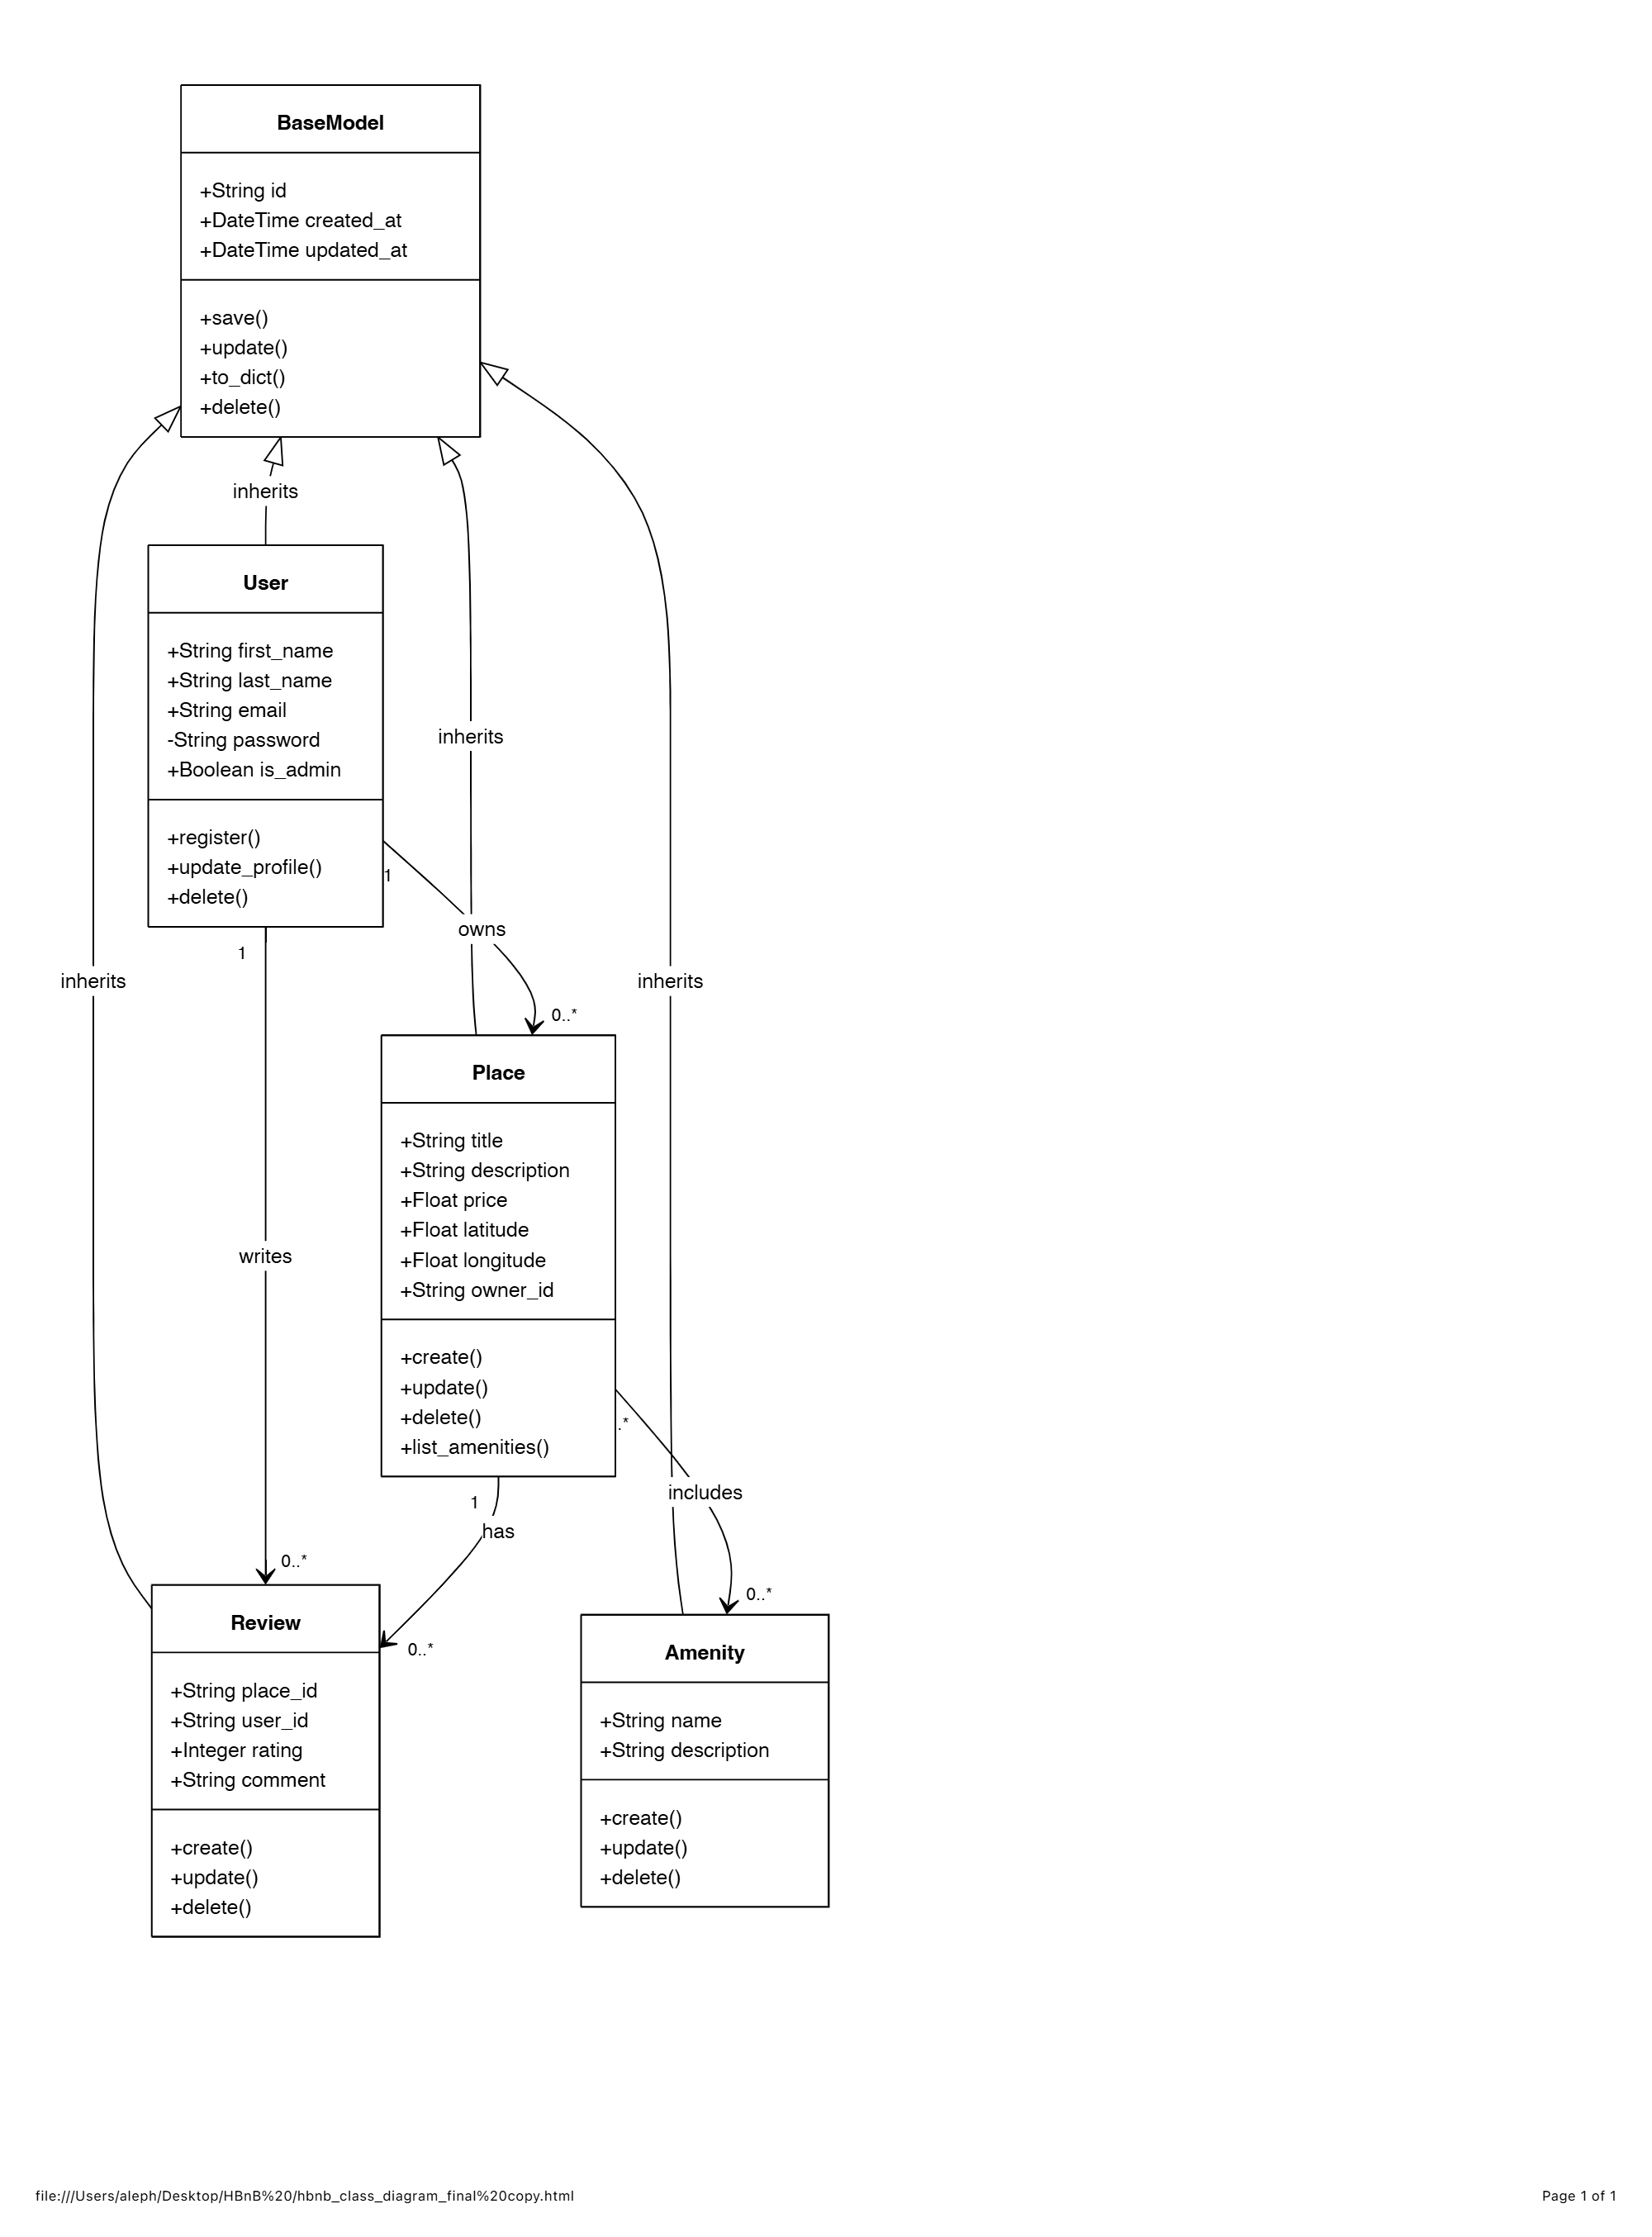 BaseModel
+String id
+DateTime created_at
+DateTime updated_at
+save()
+update()
+to_dict()
+delete()
inherits
User
+String first_name
+String last_name
+String email
-String password
+Boolean is_admin
inherits
+register()
+update_profile()
+delete()
1
owns
1
inherits
inherits
0..*
Place
+String title
+String description
+Float price
+Float latitude
+Float longitude
+String owner_id
writes
+create()
+update()
+delete()
+list_amenities()
.*
includes
1
has
0..*
0..*
0..*
Review
+String place_id
+String user_id
+Integer rating
+String comment
+create()
+update()
+delete()
Amenity
+String name
+String description
+create()
+update()
+delete()
file:///Users/aleph/Desktop/HBnB%20/hbnb_class_diagram_final%20copy.html
Page 1 of 1